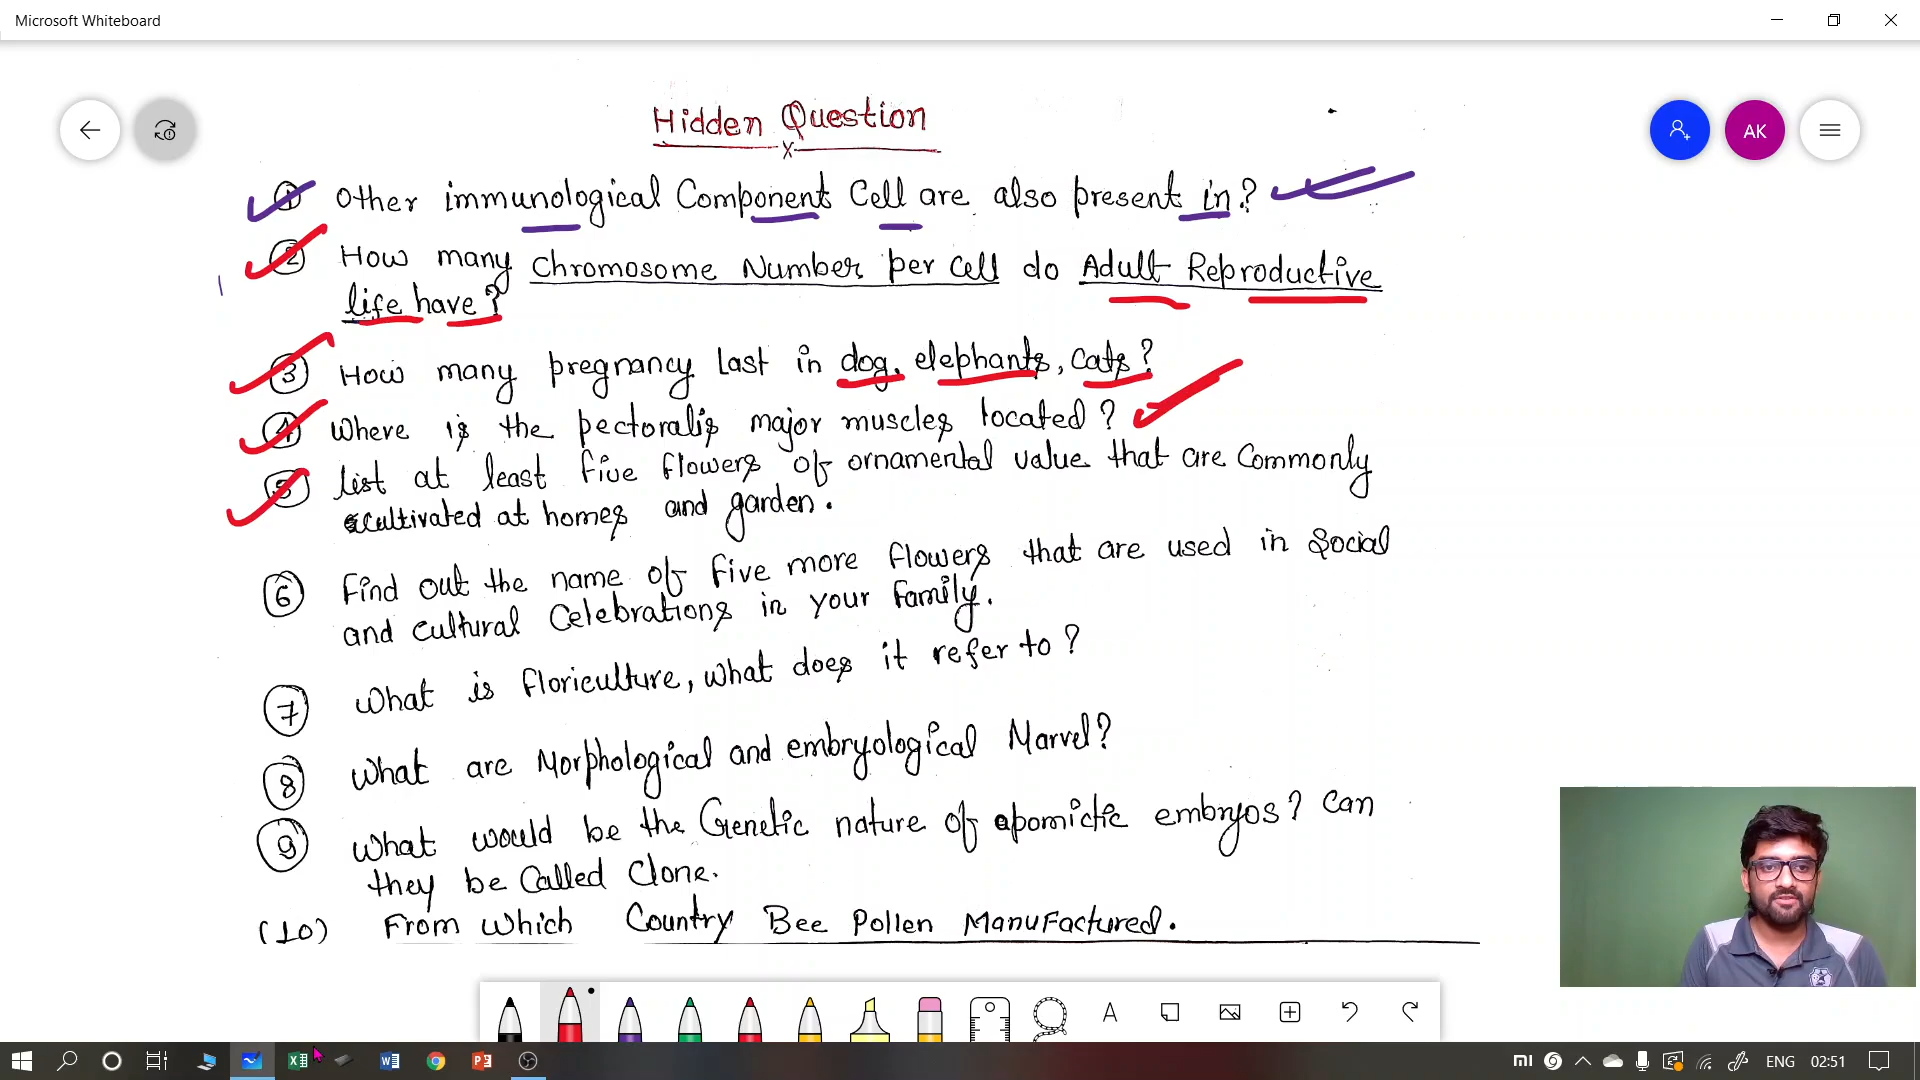 Microsoft Whiteboard
AK
Hidden Question
x
① Other immunological Component Cell are also present in?
② How many Chromosome Number per cell do Adult Reproductive
life have?
③ How many pregnancy last in dog, elephants, cats?
④ Where is the pectoralis major muscles located?
⑤ list at least five flowers of ornamental value that are commonly
cultivated at homes and garden.
⑥ Find out the name of five more flowers that are used in Social
and cultural Celebrations in your family.
⑦ What is floriculture, what does it refer to?
⑧ What are Morphological and embryological Marvel?
⑨ What would be the Genetic nature of apomictic embryos? Can
they be Called Clone.
(10) From Which Country Bee Pollen Manufactured.
A
mi
ENG
02:51